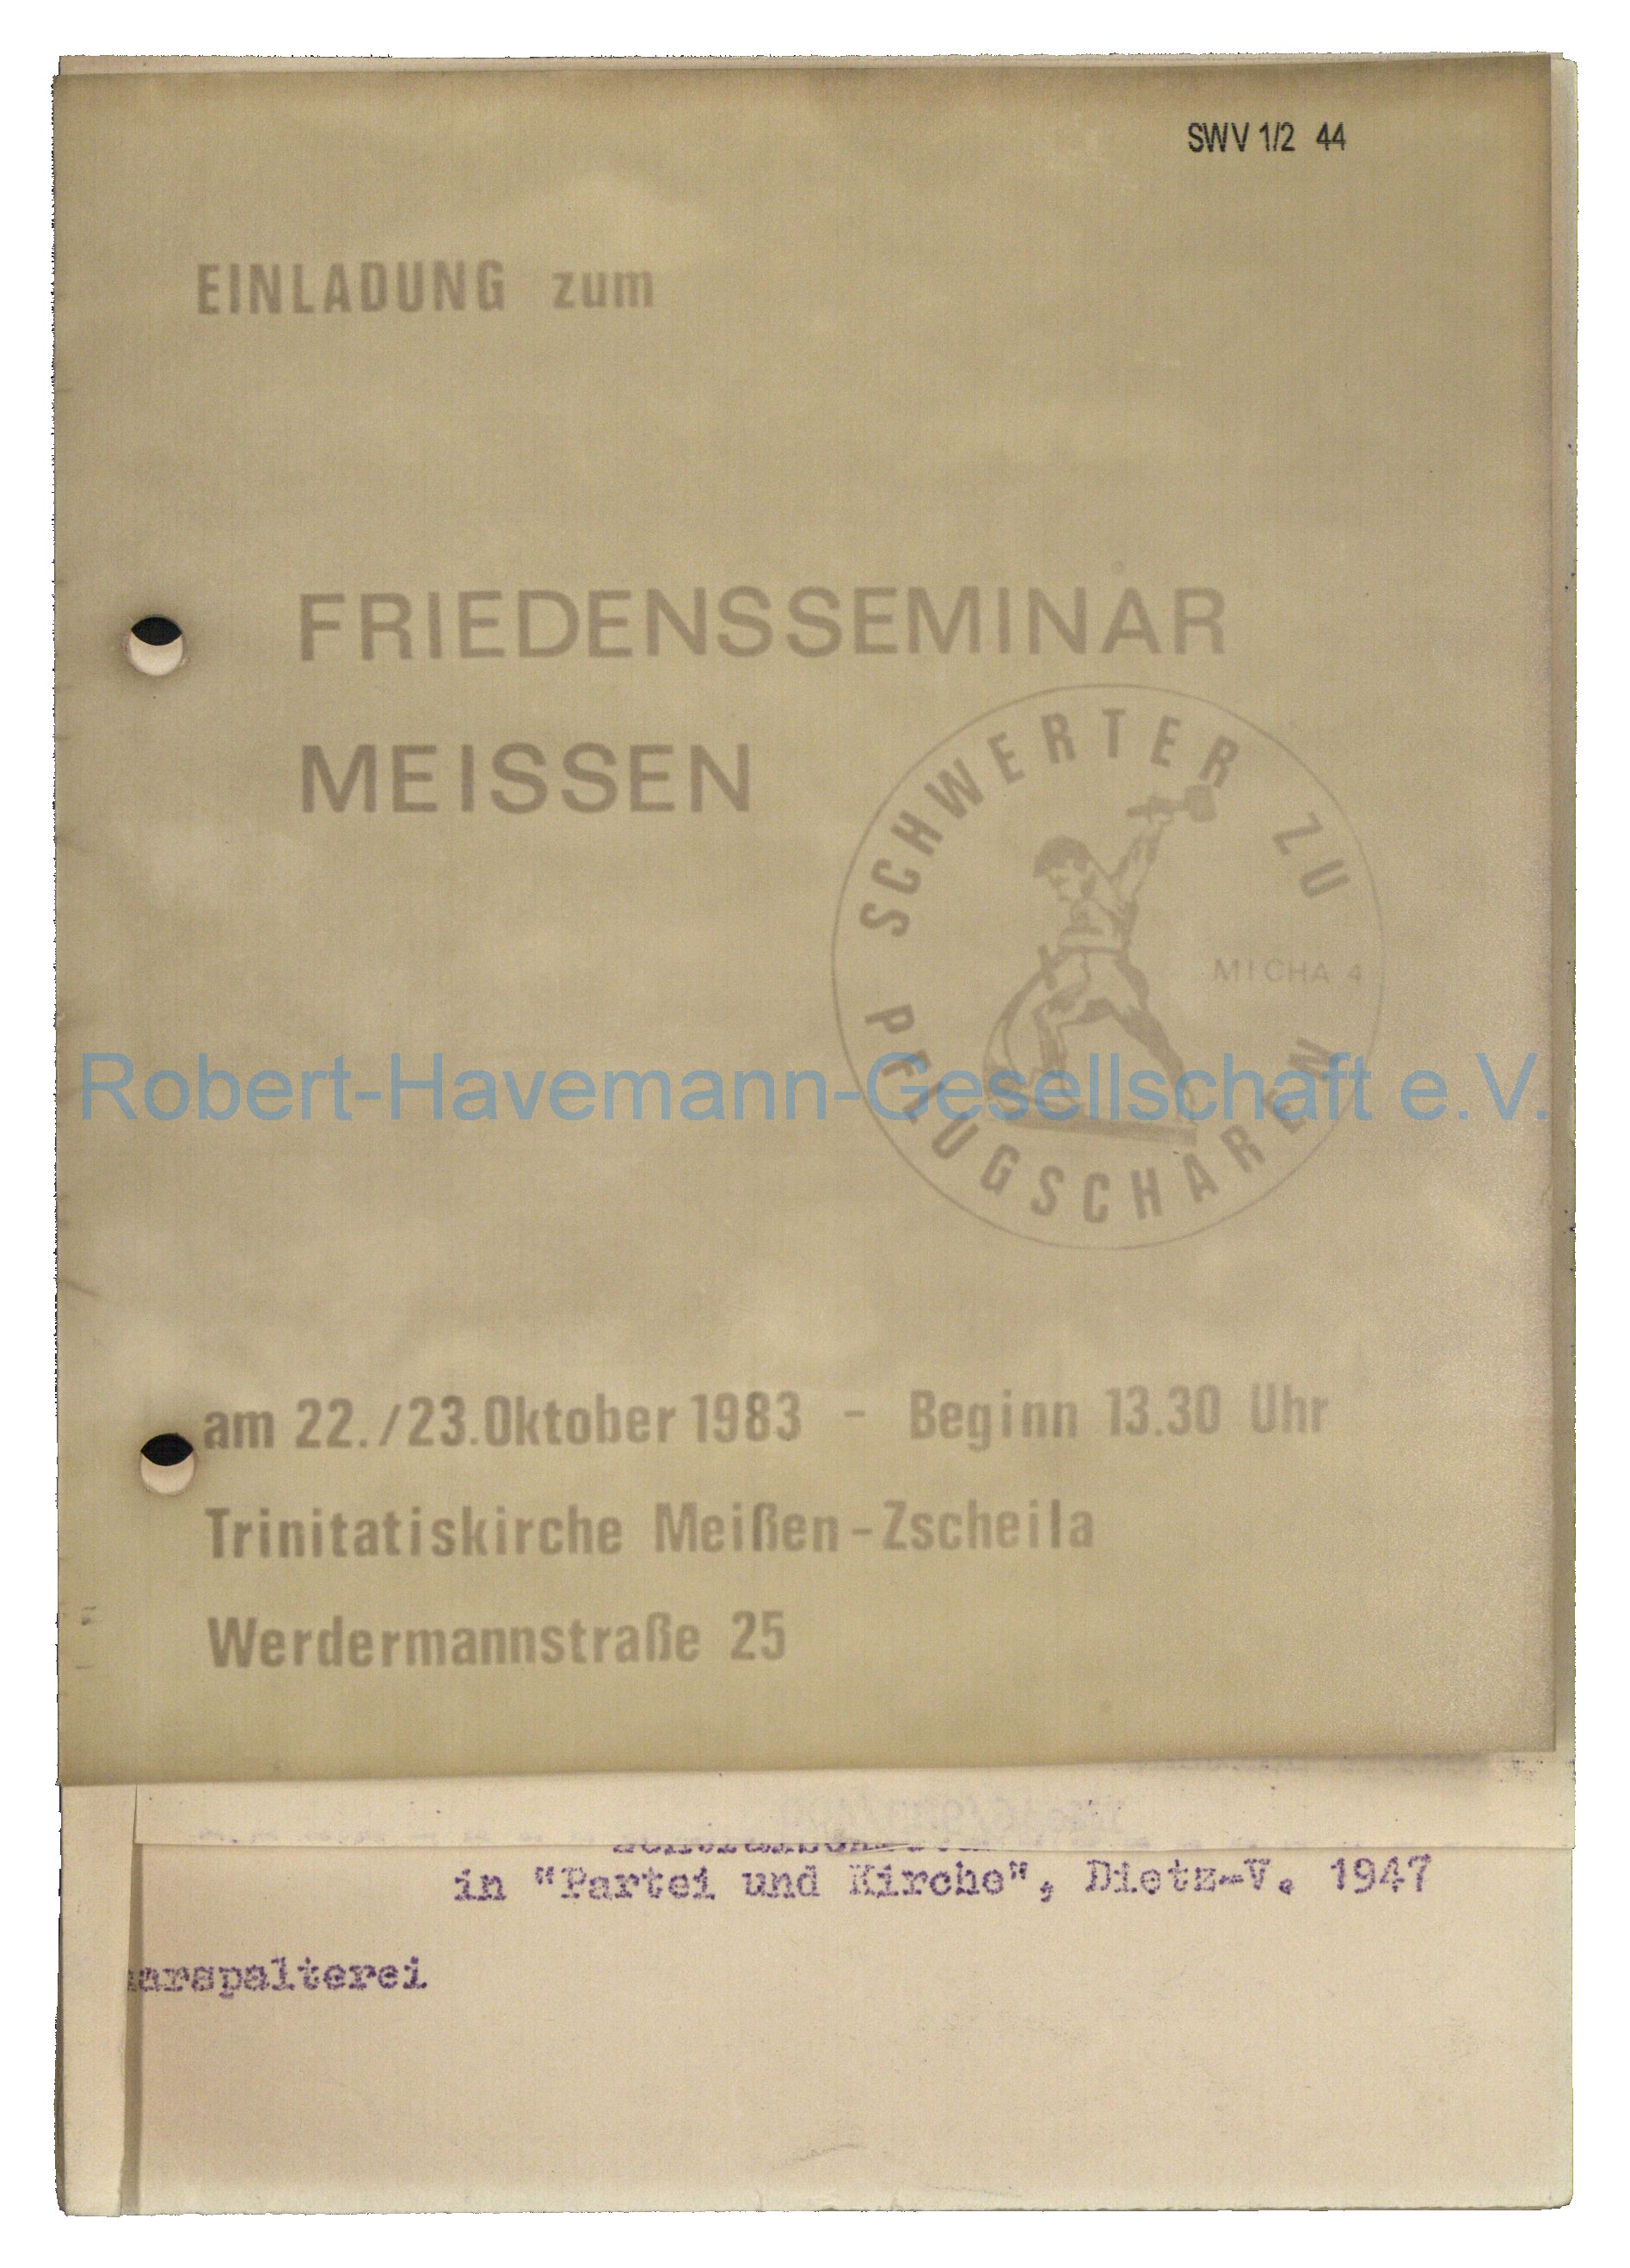 SWV 1/2 44
EINLADUNG zum
FRIEDENSSEMINAR
MEISSEN
SCHWERTER ZU
PFLUGSCHAREN
MICHA 4
Robert-Havemann-Gesellschaft e.V.
am 22./23.Oktober 1983 - Beginn 13.30 Uhr
Trinitatiskirche Meißen-Zscheila
Werdermannstraße 25
in "Partei und Kirche", Dietz-V. 1947
arspalterei